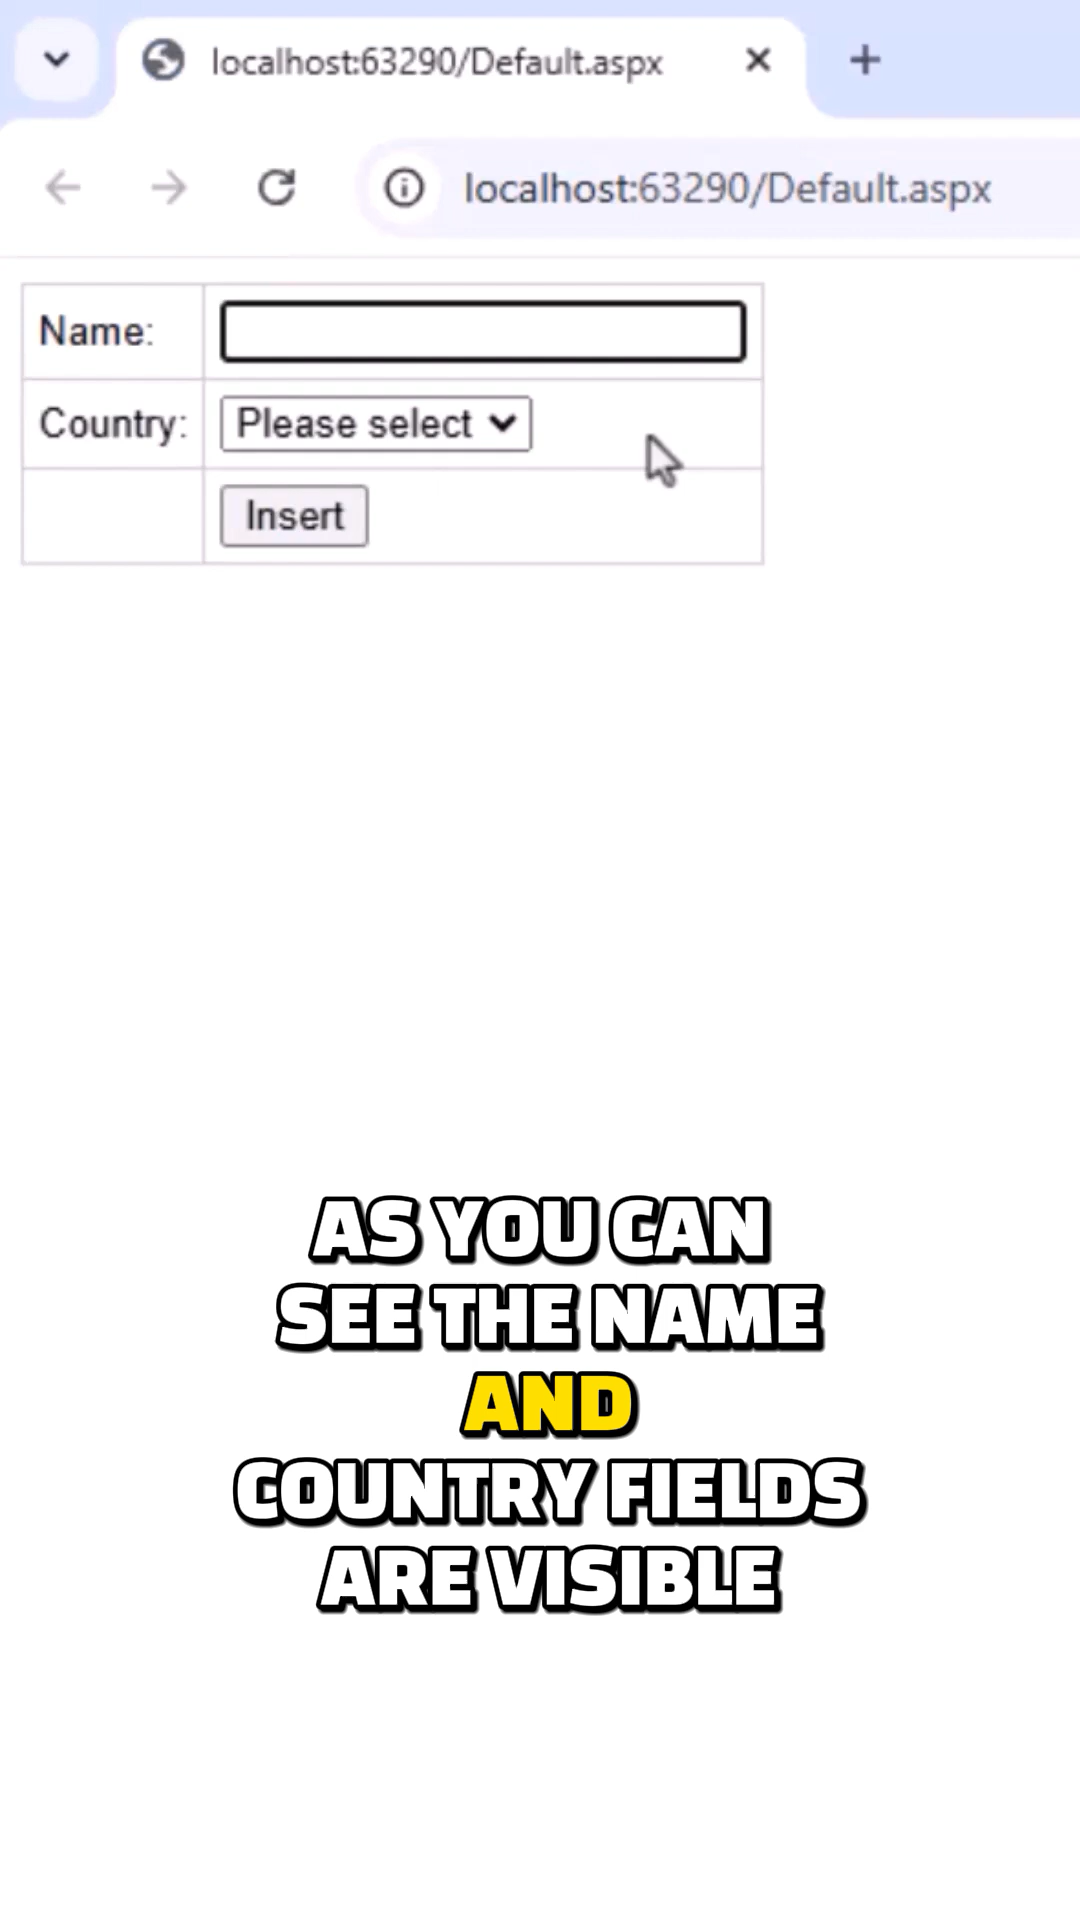 localhost:63290/Default.aspx
localhost:63290/Default.aspx
Name:
Country: Please select
Insert
AS YOU CAN
SEE THE NAME
AND
COUNTRY FIELDS
ARE VISIBLE